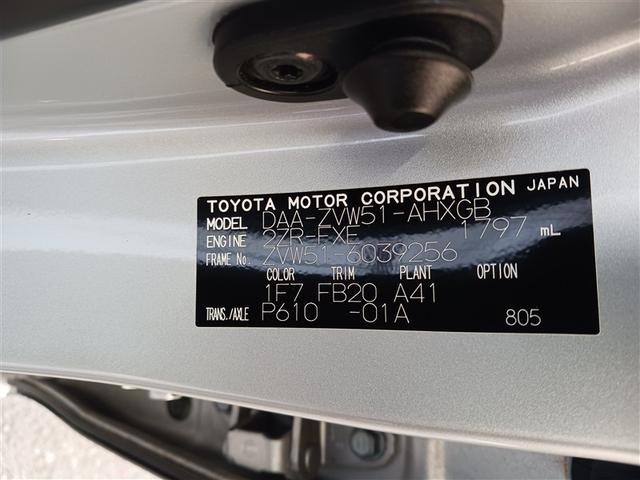 TOYOTA MOTOR CORPORATION JAPAN
MODEL DAA-ZVW51-AHXGB
ENGINE 2ZR-FXE 1797 mL
FRAME No. ZVW51-6039256
COLOR TRIM PLANT OPTION
1F7 FB20 A41
TRANS./AXLE P610 -01A 805